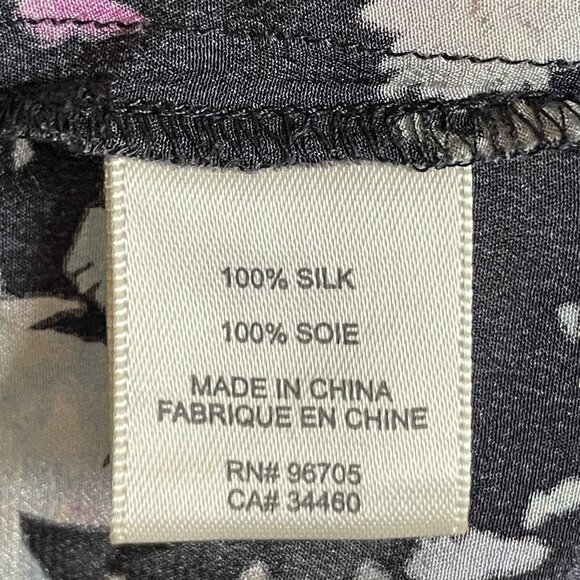 100% SILK
100% SOIE
MADE IN CHINA
FABRIQUE EN CHINE
RN# 96705
CA# 34460